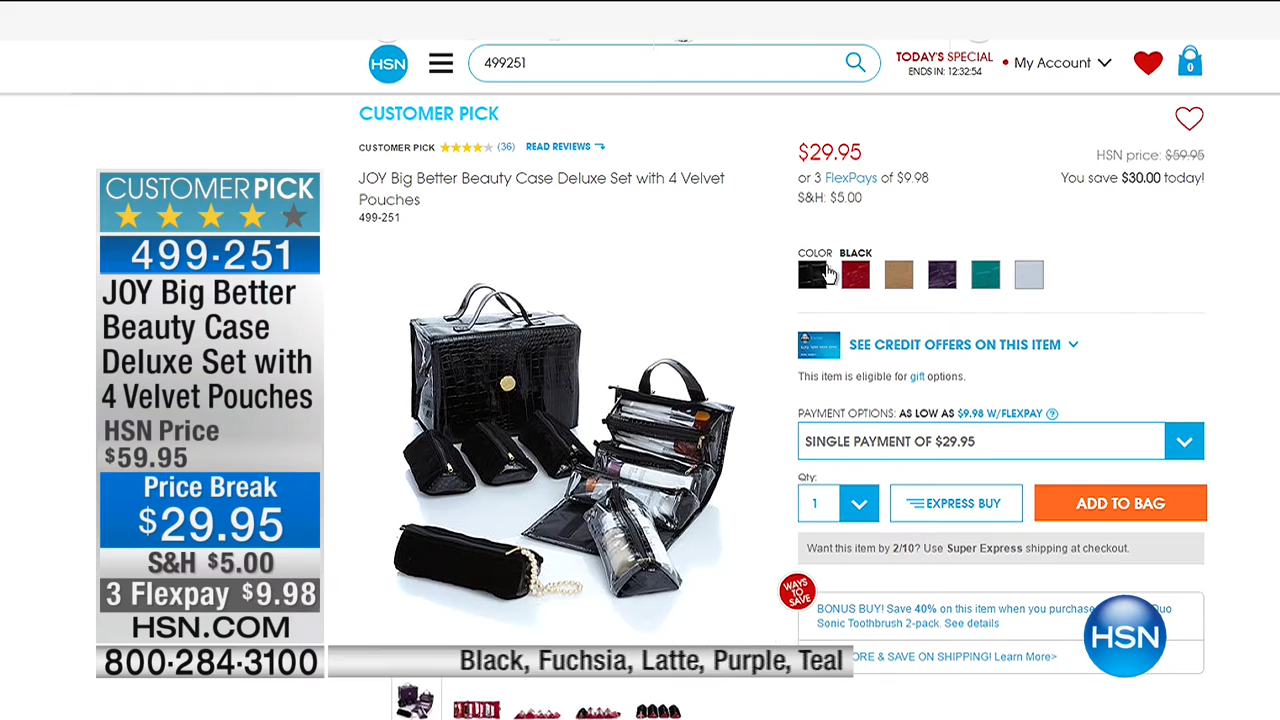 HSN
499251
TODAY'S SPECIAL
ENDS IN: 12:32:54
My Account
0
CUSTOMER PICK
CUSTOMER PICK (36) READ REVIEWS
JOY Big Better Beauty Case Deluxe Set with 4 Velvet
Pouches
499-251
$29.95
HSN price: $59.95
or 3 FlexPays of $9.98
You save $30.00 today!
S&H: $5.00
COLOR BLACK
SEE CREDIT OFFERS ON THIS ITEM
This item is eligible for gift options.
PAYMENT OPTIONS: AS LOW AS $9.98 W/FLEXPAY ?
SINGLE PAYMENT OF $29.95
Qty:
1
EXPRESS BUY
ADD TO BAG
Want this item by 2/10? Use Super Express shipping at checkout.
WAYS
TO
SAVE
BONUS BUY! Save 40% on this item when you purchase Duo
Sonic Toothbrush 2-pack. See details
ORE & SAVE ON SHIPPING! Learn More>
HSN
CUSTOMER PICK
499·251
JOY Big Better
Beauty Case
Deluxe Set with
4 Velvet Pouches
HSN Price
$59.95
Price Break
$29.95
S&H $5.00
3 Flexpay $9.98
HSN.COM
800·284·3100
Black, Fuchsia, Latte, Purple, Teal